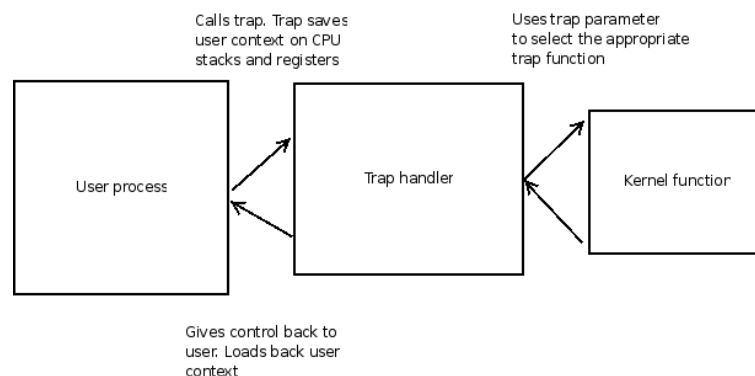 Calls trap. Trap saves
user context on CPU
stacks and registers
Uses trap parameter
to select the appropriate
trap function
User process
Trap handler
Kernel function
Gives control back to
user. Loads back user
context